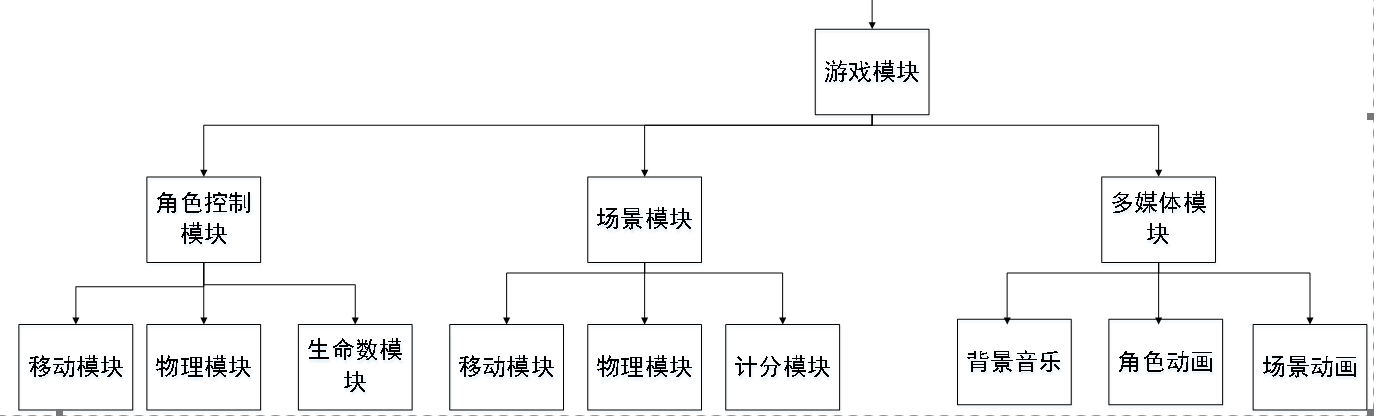 游戏模块
角色控制
模块
场景模块
多媒体模
块
移动模块
物理模块
生命数模
块
移动模块
物理模块
计分模块
背景音乐
角色动画
场景动画